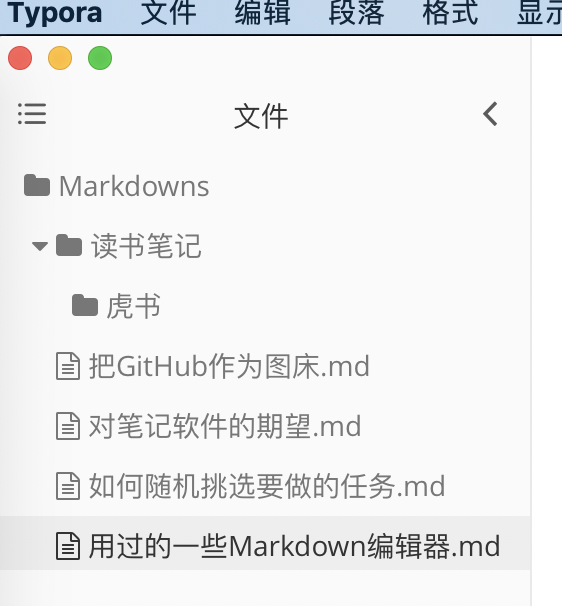 Typora 文件 编辑 段落 格式 显示
文件
Markdowns
读书笔记
虎书
把GitHub作为图床.md
对笔记软件的期望.md
如何随机挑选要做的任务.md
用过的一些Markdown编辑器.md